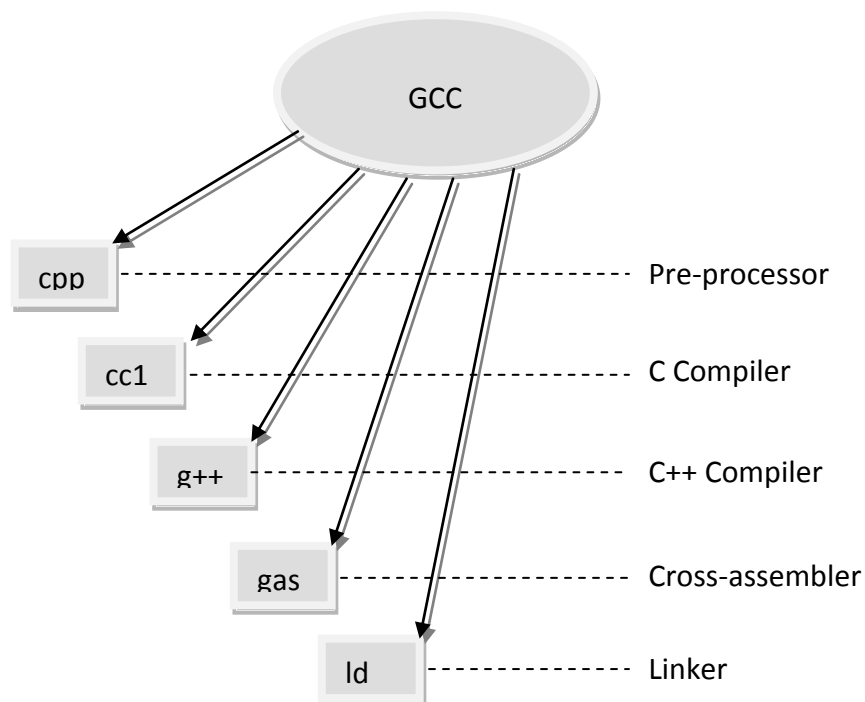 GCC
cpp
Pre-processor
cc1
C Compiler
g++
C++ Compiler
gas
Cross-assembler
ld
Linker